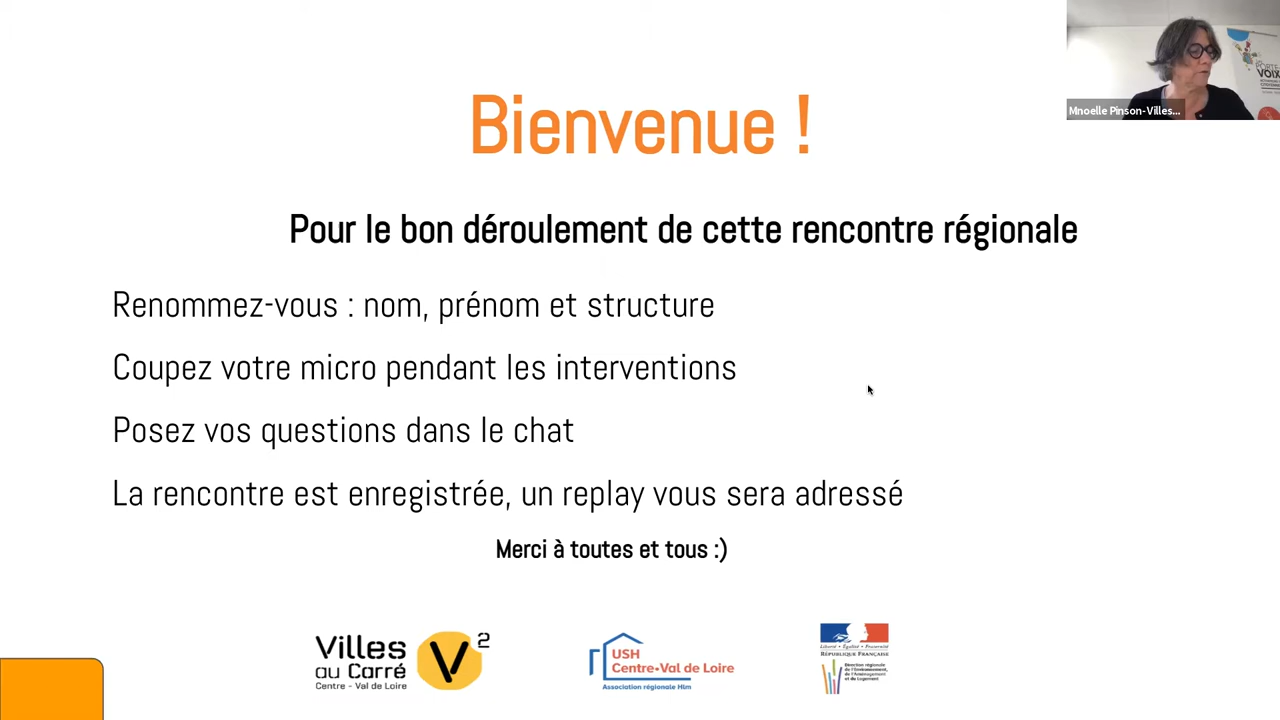 Bienvenue !
Mnoelle Pinson-Villes...
VOIX
Pour le bon déroulement de cette rencontre régionale
Renommez-vous : nom, prénom et structure
Coupez votre micro pendant les interventions
Posez vos questions dans le chat
La rencontre est enregistrée, un replay vous sera adressé
Merci à toutes et tous :)
Villes
au Carré
Centre - Val de Loire
V2
USH
Centre•Val de Loire
Association régionale Hlm
Liberté • Égalité • Fraternité
RÉPUBLIQUE FRANÇAISE
Direction régionale
de l'Environnement,
de l'Aménagement
et du Logement